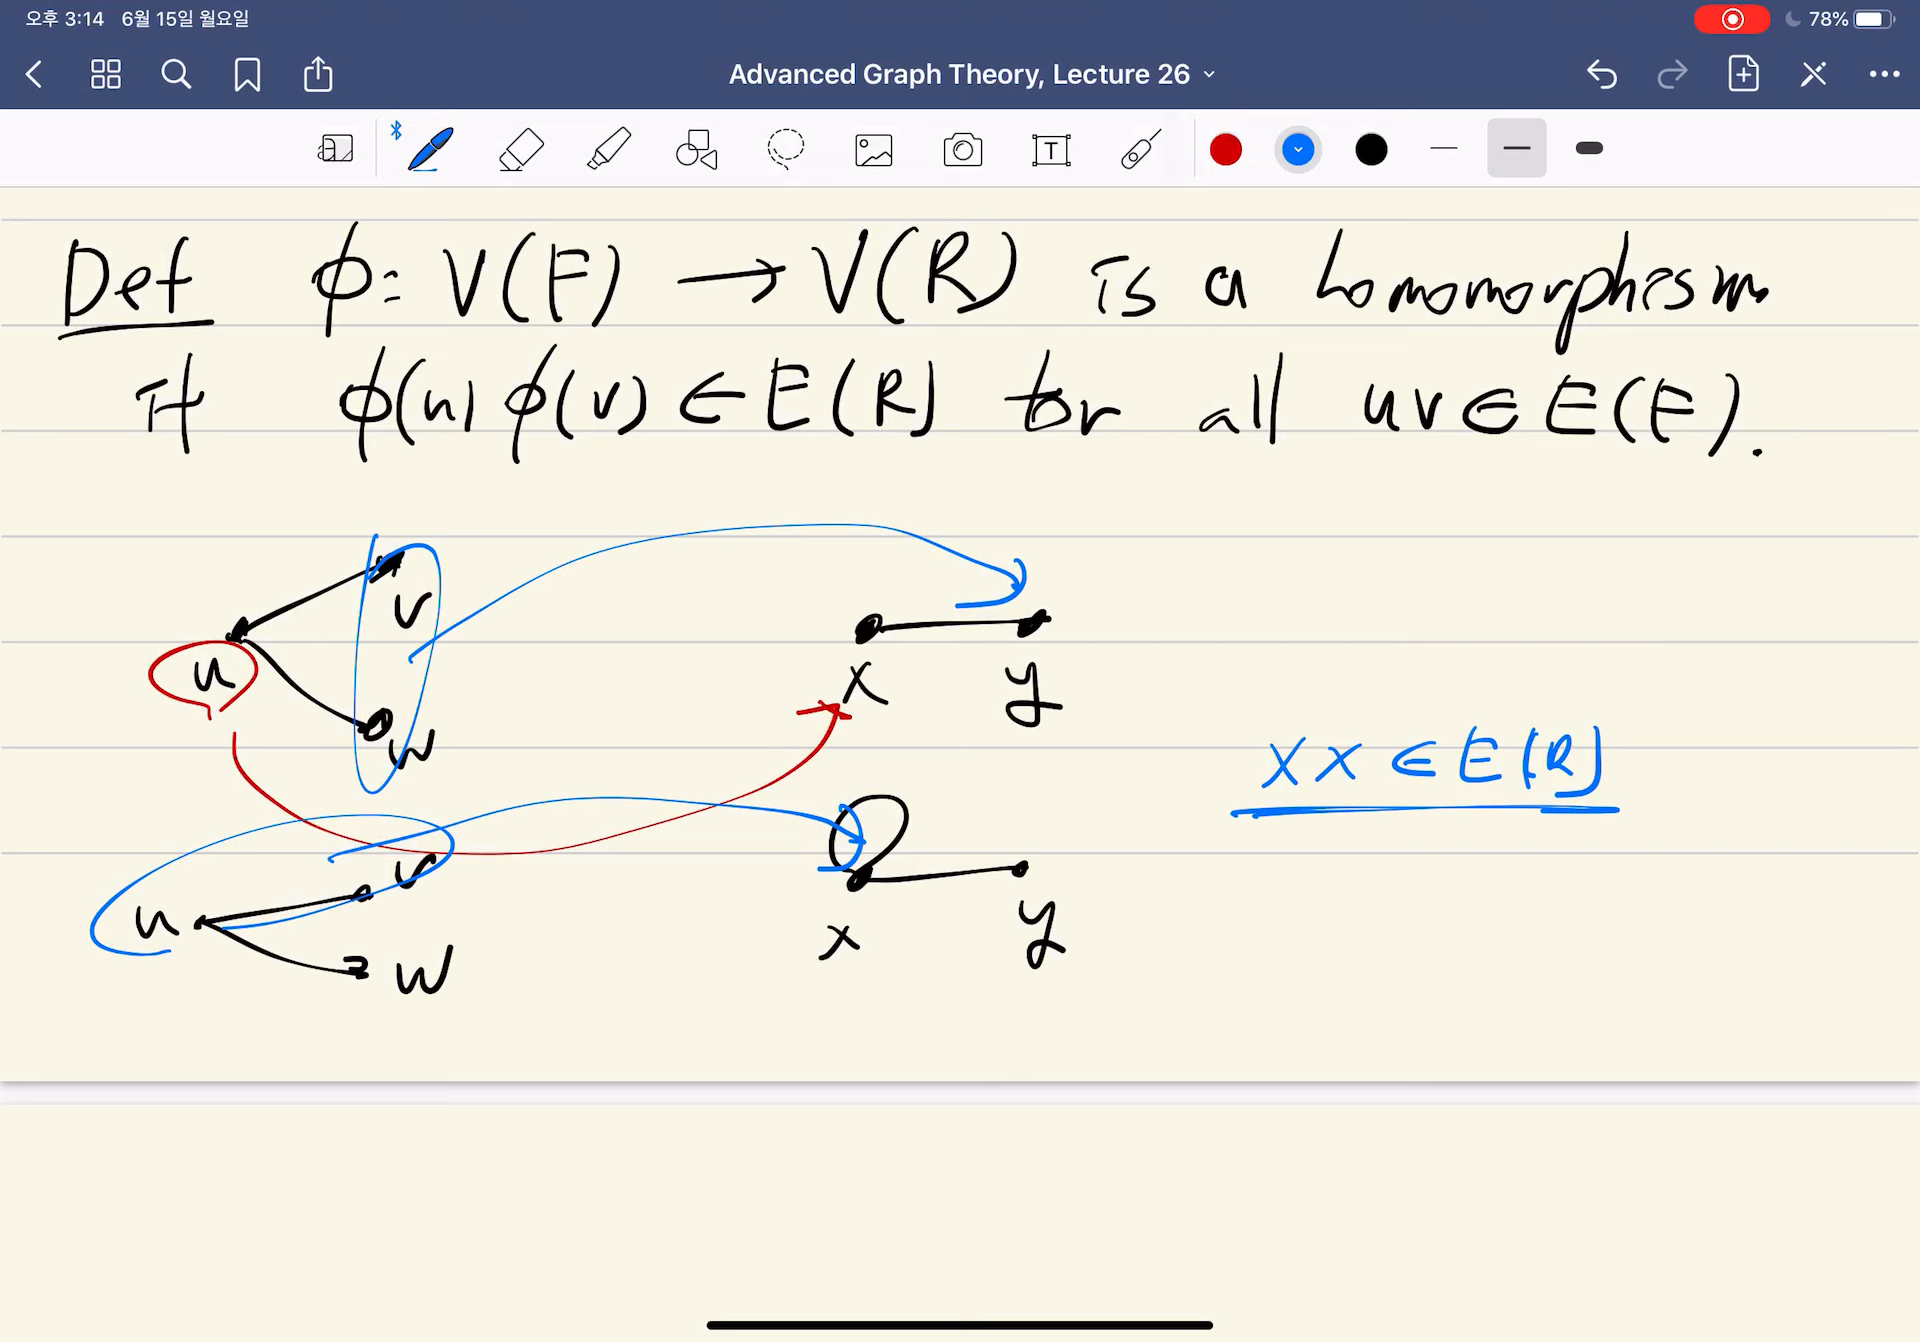 오후 3:14 6월 15일 월요일
78%
Advanced Graph Theory, Lecture 26
a
T
Def ϕ: V(F) → V(R) is a homomorphism
if ϕ(u) ϕ(v) ∈ E(R) for all uv ∈ E(F).
v
u
x y
w
xx ∈ E(R)
v
u
x y
w